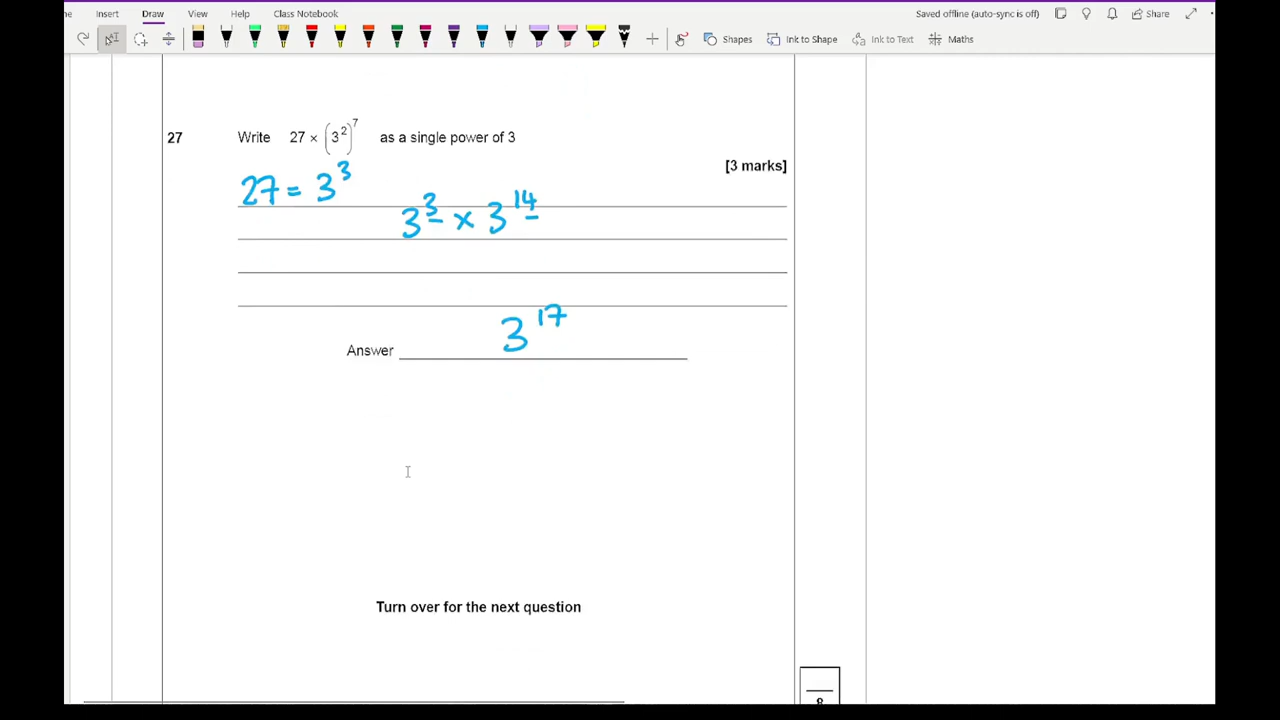 Insert Draw View Help Class Notebook Saved offline (auto-sync is off) Share
Shapes Ink to Shape Ink to Text Maths
27 Write 27 × (3²)⁷ as a single power of 3
[3 marks]
27 = 3³
3³ × 3¹⁴
3¹⁷
Answer
Turn over for the next question
8